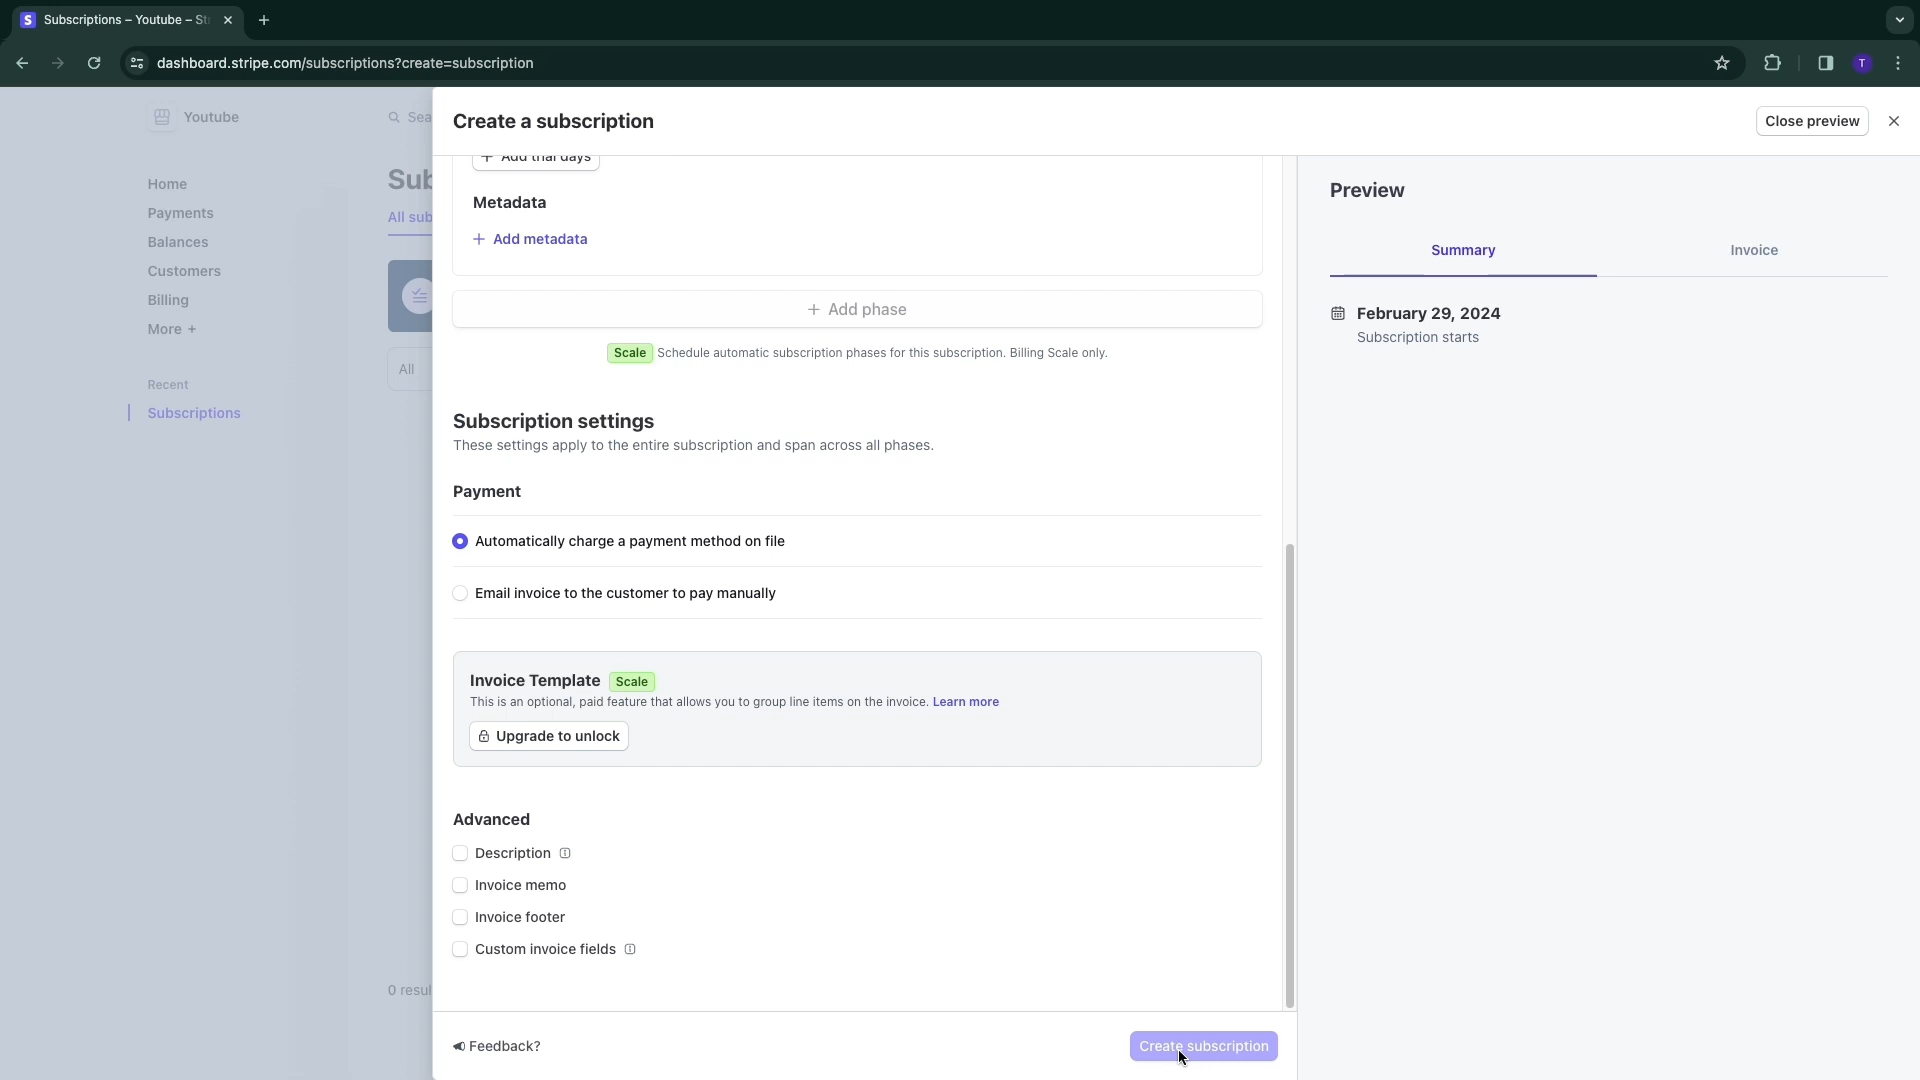 Subscriptions – Youtube – St
dashboard.stripe.com/subscriptions?create=subscription
Youtube
Sea
Home
Payments
Balances
Customers
Billing
More +
Recent
Subscriptions
Sub
All sub
All
0 resul
Create a subscription
Close preview
Add trial days
Metadata
Add metadata
Add phase
Scale Schedule automatic subscription phases for this subscription. Billing Scale only.
Subscription settings
These settings apply to the entire subscription and span across all phases.
Payment
Automatically charge a payment method on file
Email invoice to the customer to pay manually
Invoice Template Scale
This is an optional, paid feature that allows you to group line items on the invoice. Learn more
Upgrade to unlock
Advanced
Description
Invoice memo
Invoice footer
Custom invoice fields
Feedback?
Create subscription
Preview
Summary
Invoice
February 29, 2024
Subscription starts
S
T